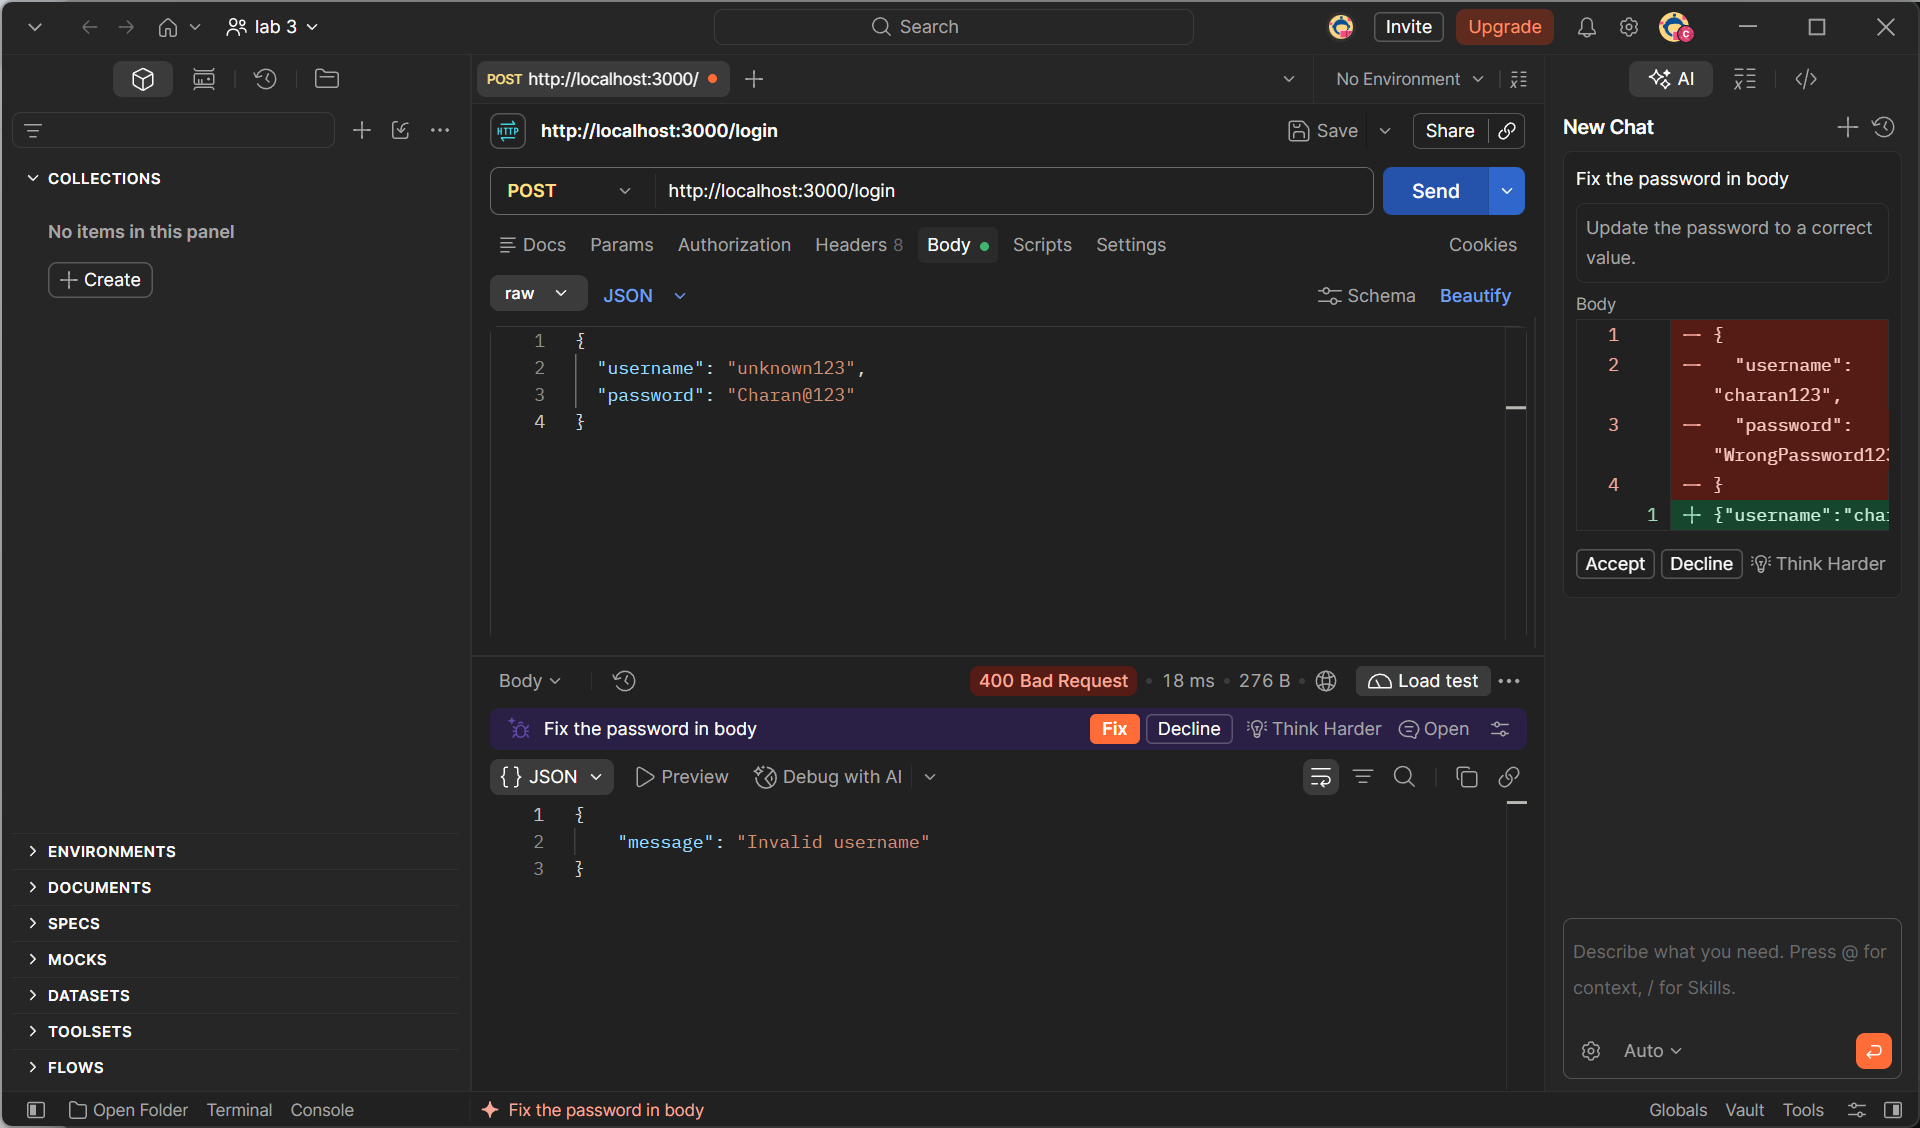 lab 3
Search
Invite
Upgrade
POST http://localhost:3000/
No Environment
AI
http://localhost:3000/login
Save
Share
New Chat
COLLECTIONS
No items in this panel
Create
POST
http://localhost:3000/login
Send
Docs
Params
Authorization
Headers 8
Body
Scripts
Settings
Cookies
raw
JSON
Schema
Beautify
1 {
2 "username": "unknown123",
3 "password": "Charan@123"
4 }
Fix the password in body
Update the password to a correct
value.
Body
1 — {
2 — "username":
"charan123",
3 — "password":
"WrongPassword123
4 — }
1 + {"username":"char
Accept
Decline
Think Harder
Body
400 Bad Request
18 ms
276 B
Load test
Fix the password in body
Fix
Decline
Think Harder
Open
{} JSON
Preview
Debug with AI
1 {
2 "message": "Invalid username"
3 }
ENVIRONMENTS
DOCUMENTS
SPECS
MOCKS
DATASETS
TOOLSETS
FLOWS
Describe what you need. Press @ for
context, / for Skills.
Auto
Open Folder
Terminal
Console
Fix the password in body
Globals
Vault
Tools